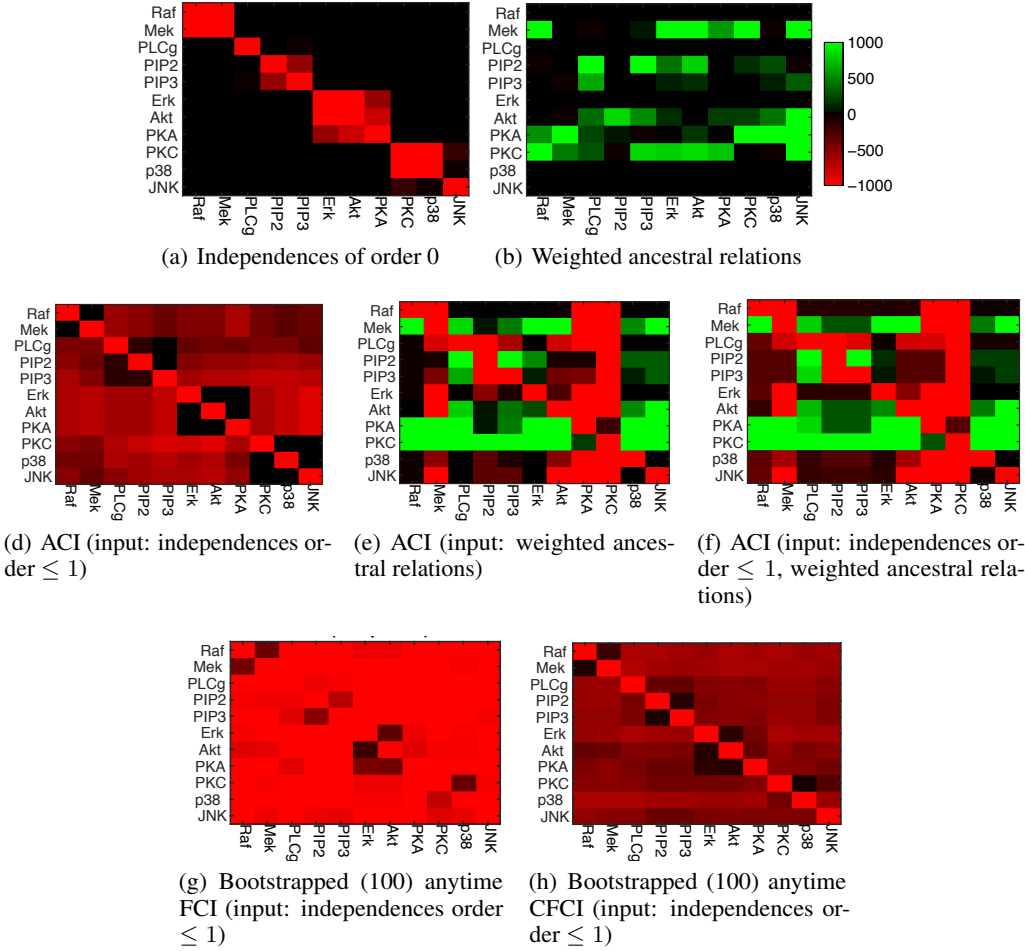 Raf
Mek
PLCg
PIP2
PIP3
Erk
Akt
PKA
PKC
p38
JNK
Raf
Mek
PLCg
PIP2
PIP3
Erk
Akt
PKA
PKC
p38
JNK
(a) Independences of order 0
Raf
Mek
PLCg
PIP2
PIP3
Erk
Akt
PKA
PKC
p38
JNK
Raf
Mek
PLCg
PIP2
PIP3
Erk
Akt
PKA
PKC
p38
JNK
1000
500
0
−500
−1000
(b) Weighted ancestral relations
Raf
Mek
PLCg
PIP2
PIP3
Erk
Akt
PKA
PKC
p38
JNK
Raf
Mek
PLCg
PIP2
PIP3
Erk
Akt
PKA
PKC
p38
JNK
(d) ACI (input: independences or-
der ≤ 1)
Raf
Mek
PLCg
PIP2
PIP3
Erk
Akt
PKA
PKC
p38
JNK
Raf
Mek
PLCg
PIP2
PIP3
Erk
Akt
PKA
PKC
p38
JNK
(e) ACI (input: weighted ances-
tral relations)
Raf
Mek
PLCg
PIP2
PIP3
Erk
Akt
PKA
PKC
p38
JNK
Raf
Mek
PLCg
PIP2
PIP3
Erk
Akt
PKA
PKC
p38
JNK
(f) ACI (input: independences or-
der ≤ 1, weighted ancestral rela-
tions)
Raf
Mek
PLCg
PIP2
PIP3
Erk
Akt
PKA
PKC
p38
JNK
Raf
Mek
PLCg
PIP2
PIP3
Erk
Akt
PKA
PKC
p38
JNK
(g) Bootstrapped (100) anytime
FCI (input: independences order
≤ 1)
Raf
Mek
PLCg
PIP2
PIP3
Erk
Akt
PKA
PKC
p38
JNK
Raf
Mek
PLCg
PIP2
PIP3
Erk
Akt
PKA
PKC
p38
JNK
(h) Bootstrapped (100) anytime
CFCI (input: independences or-
der ≤ 1)